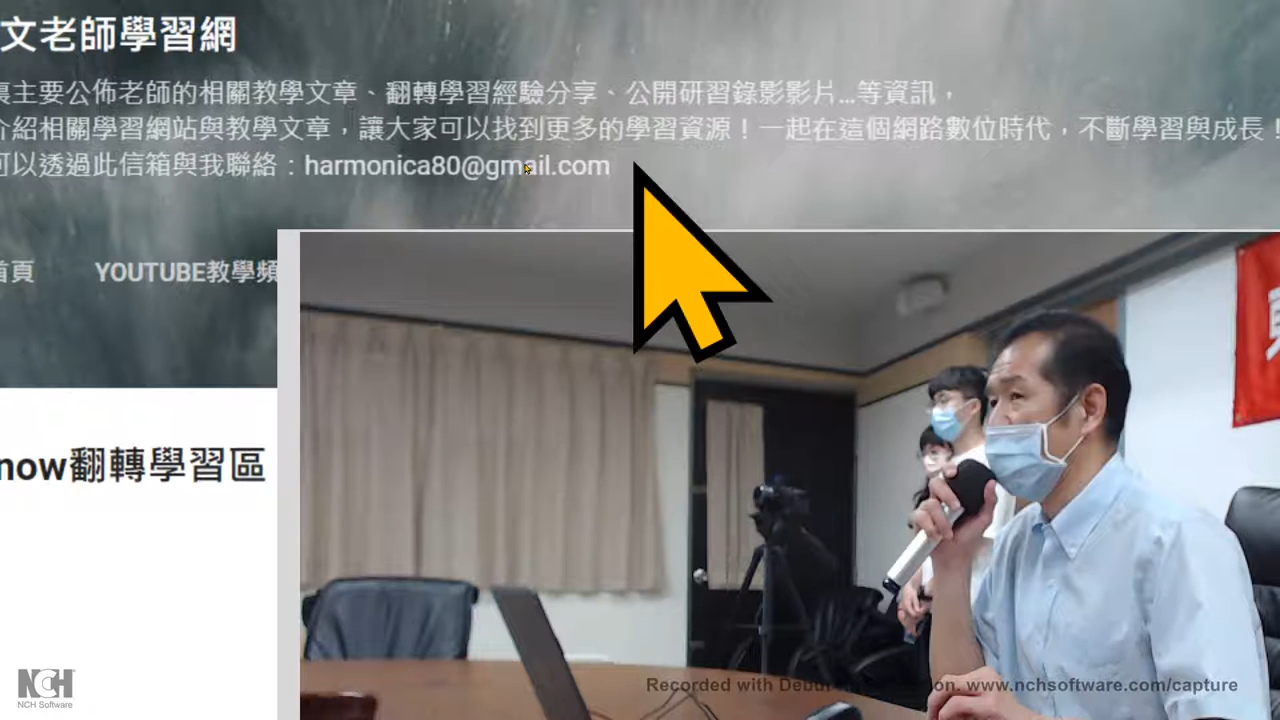 文老師學習網
裏主要公佈老師的相關教學文章、翻轉學習經驗分享、公開研習錄影影片...等資訊，
介紹相關學習網站與教學文章，讓大家可以找到更多的學習資源！一起在這個網路數位時代，不斷學習與成長！
可以透過此信箱與我聯絡：harmonica80@gmail.com
首頁 YOUTUBE教學頻
now翻轉學習區
NCH
NCH Software
Recorded with Debut www.nchsoftware.com/capture